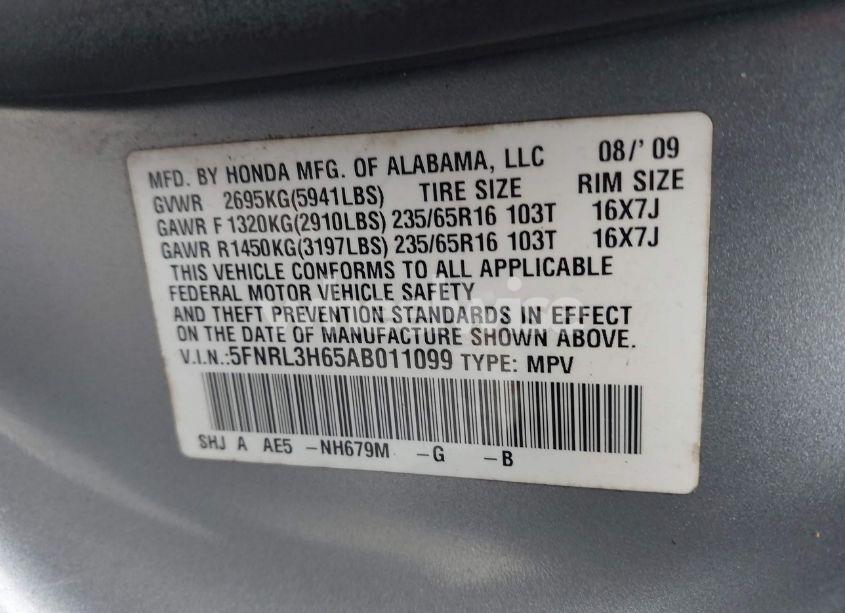 MFD. BY HONDA MFG. OF ALABAMA, LLC 08/' 09
GVWR 2695KG(5941LBS) TIRE SIZE RIM SIZE
GAWR F 1320KG(2910LBS) 235/65R16 103T 16X7J
GAWR R1450KG(3197LBS) 235/65R16 103T 16X7J
THIS VEHICLE CONFORMS TO ALL APPLICABLE
FEDERAL MOTOR VEHICLE SAFETY
AND THEFT PREVENTION STANDARDS IN EFFECT
ON THE DATE OF MANUFACTURE SHOWN ABOVE.
V.I.N.:5FNRL3H65AB011099 TYPE: MPV
SHJ A AE5 -NH679M -G -B